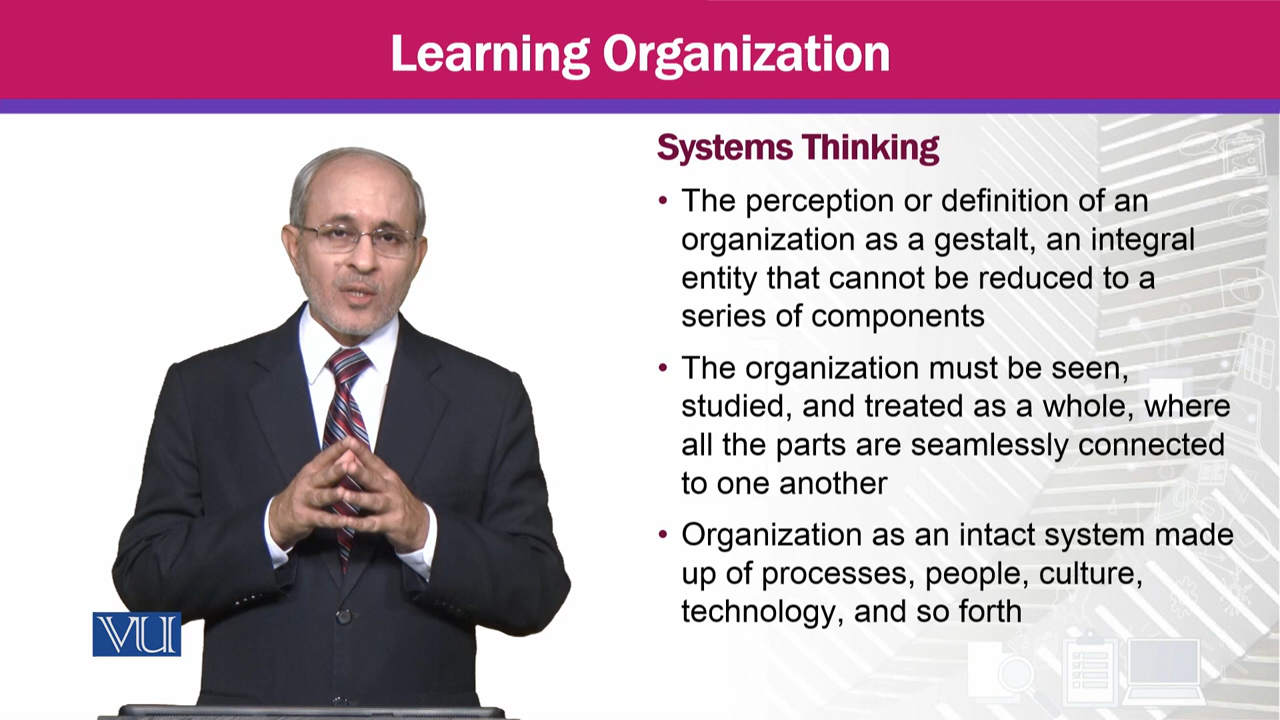 Learning Organization
Systems Thinking
• The perception or definition of an
organization as a gestalt, an integral
entity that cannot be reduced to a
series of components
• The organization must be seen,
studied, and treated as a whole, where
all the parts are seamlessly connected
to one another
• Organization as an intact system made
up of processes, people, culture,
technology, and so forth
VU